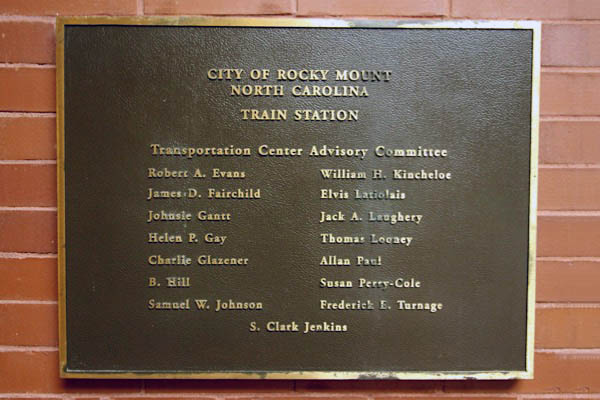 CITY OF ROCKY MOUNT
NORTH CAROLINA
TRAIN STATION
Transportation Center Advisory Committee
Robert A. Evans
William H. Kincheloe
James D. Fairchild
Elvis Latiolais
Johnsie Gantt
Jack A. Laughery
Helen P. Gay
Thomas Looney
Charlie Glazener
Allan Paul
B. Hill
Susan Perry-Cole
Samuel W. Johnson
Frederick E. Turnage
S. Clark Jenkins